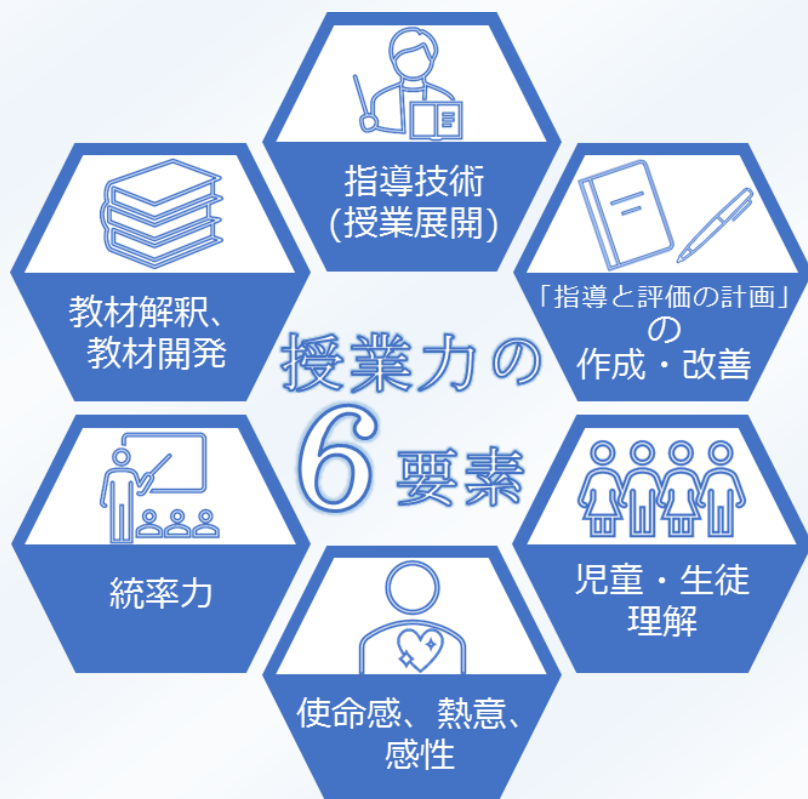 指導技術
(授業展開)
教材解釈、
教材開発
「指導と評価の計画」
の
作成・改善
授業力の
6要素
統率力
児童・生徒
理解
使命感、熱意、
感性